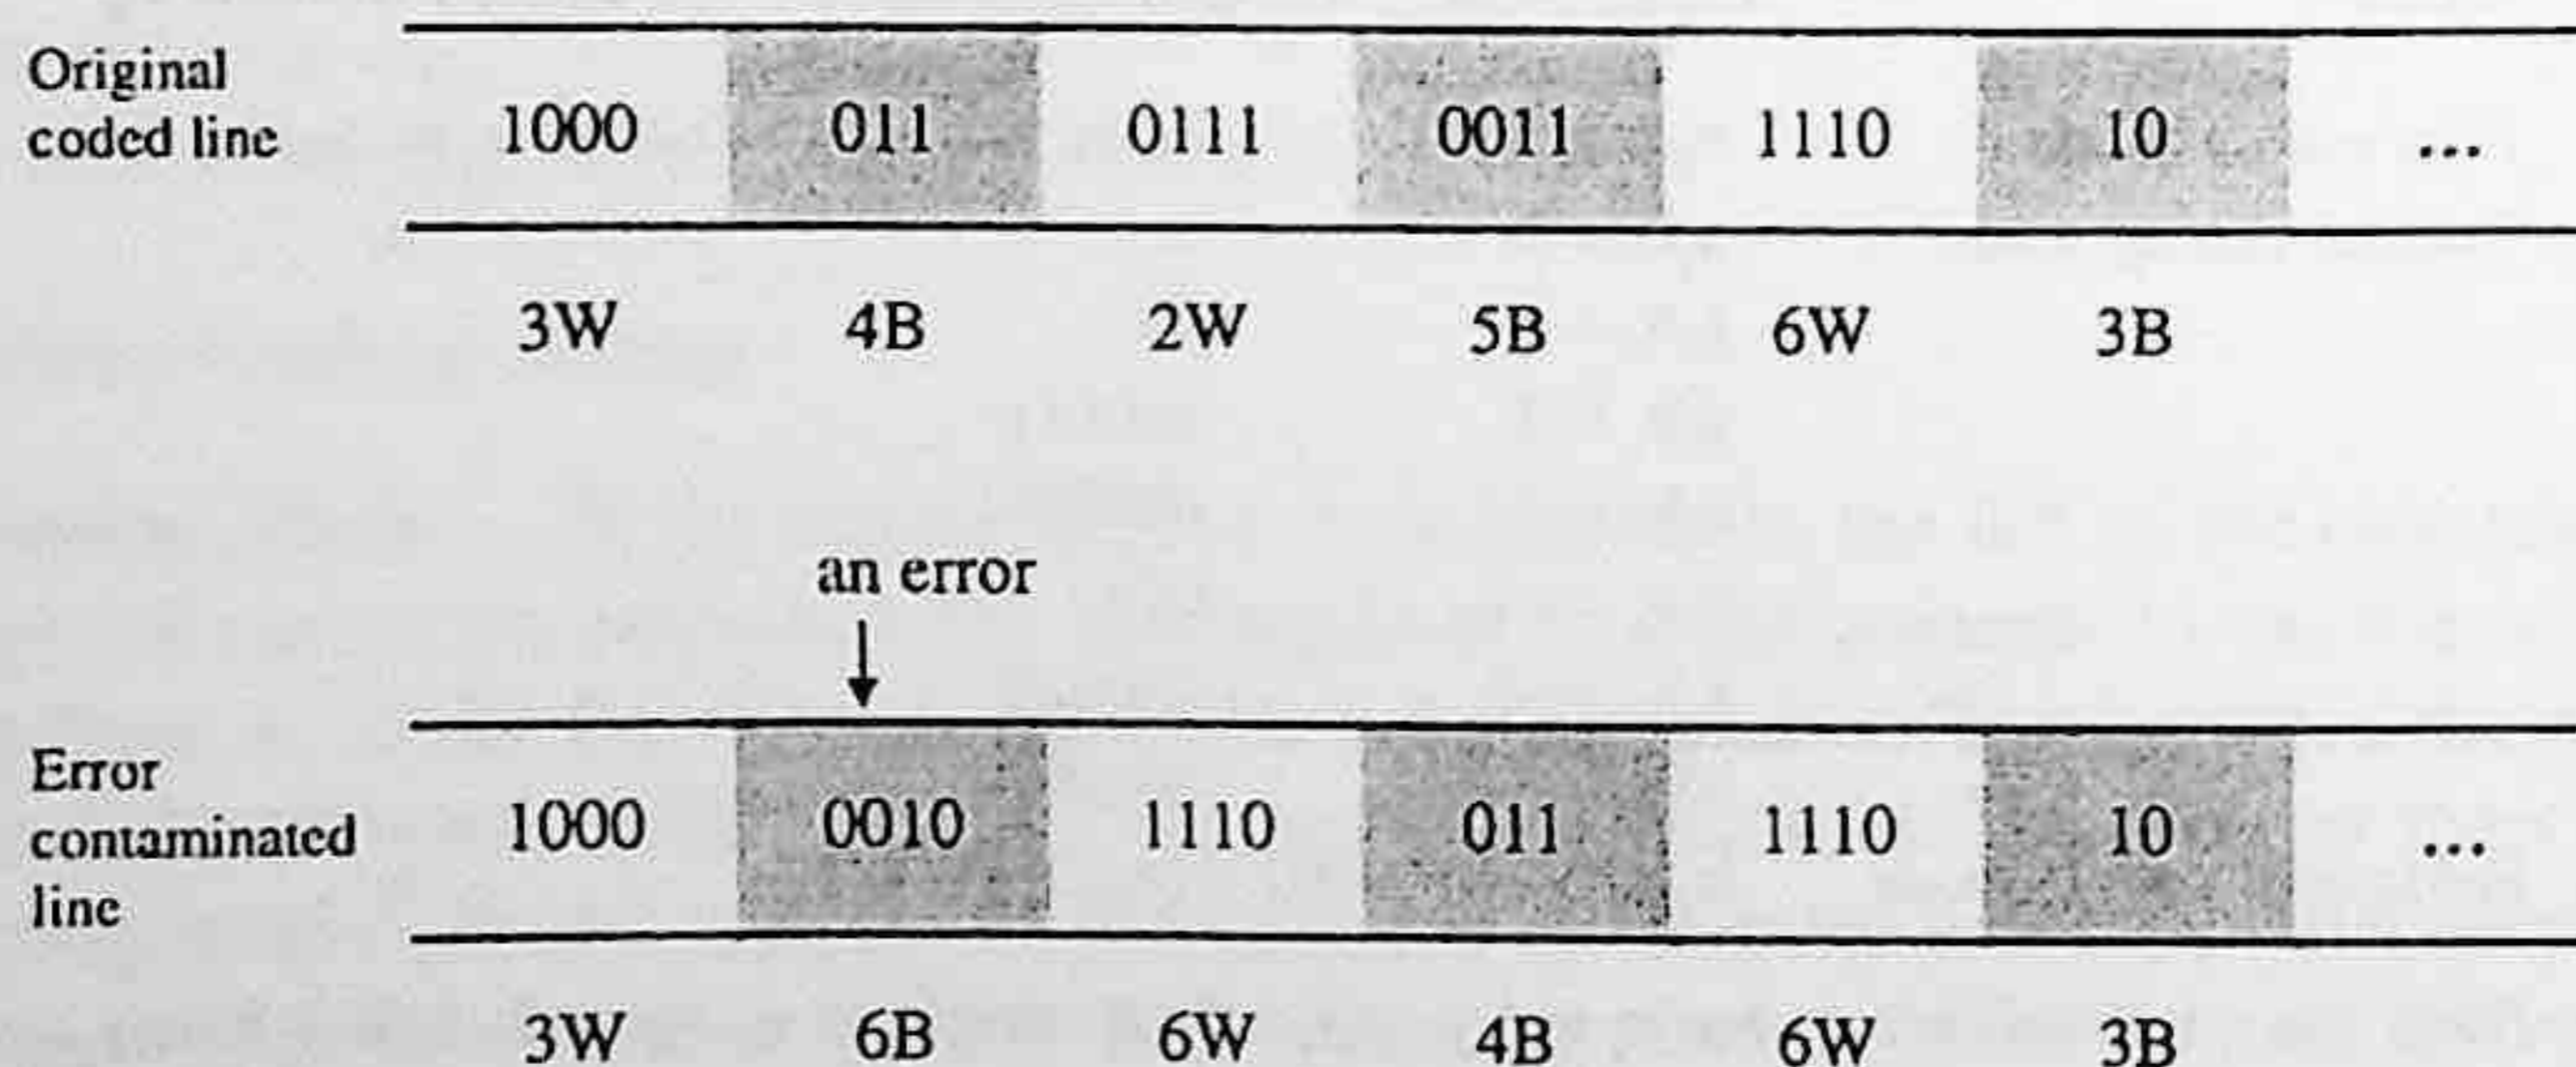 Original
coded line
1000 011 0111 0011 1110 10 ...
3W 4B 2W 5B 6W 3B
an error
Error
contaminated
line
1000 0010 1110 011 1110 10 ...
3W 6B 6W 4B 6W 3B